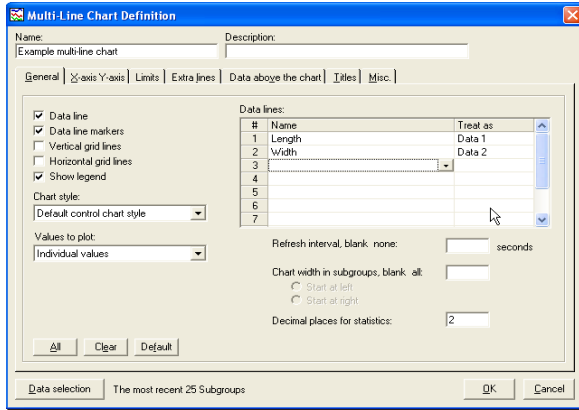 Multi-Line Chart Definition
Name: Description:
Example multi-line chart
General X-axis Y-axis Limits Extra lines Data above the chart Titles Misc.
Data line
Data line markers
Vertical grid lines
Horizontal grid lines
Show legend
Chart style:
Default control chart style
Values to plot:
Individual values
All Clear Default
Data lines:
# Name Treat as
1 Length Data 1
2 Width Data 2
3
4
5
6
7
Refresh interval, blank none: seconds
Chart width in subgroups, blank all:
Start at left
Start at right
Decimal places for statistics: 2
Data selection The most recent 25 Subgroups OK Cancel